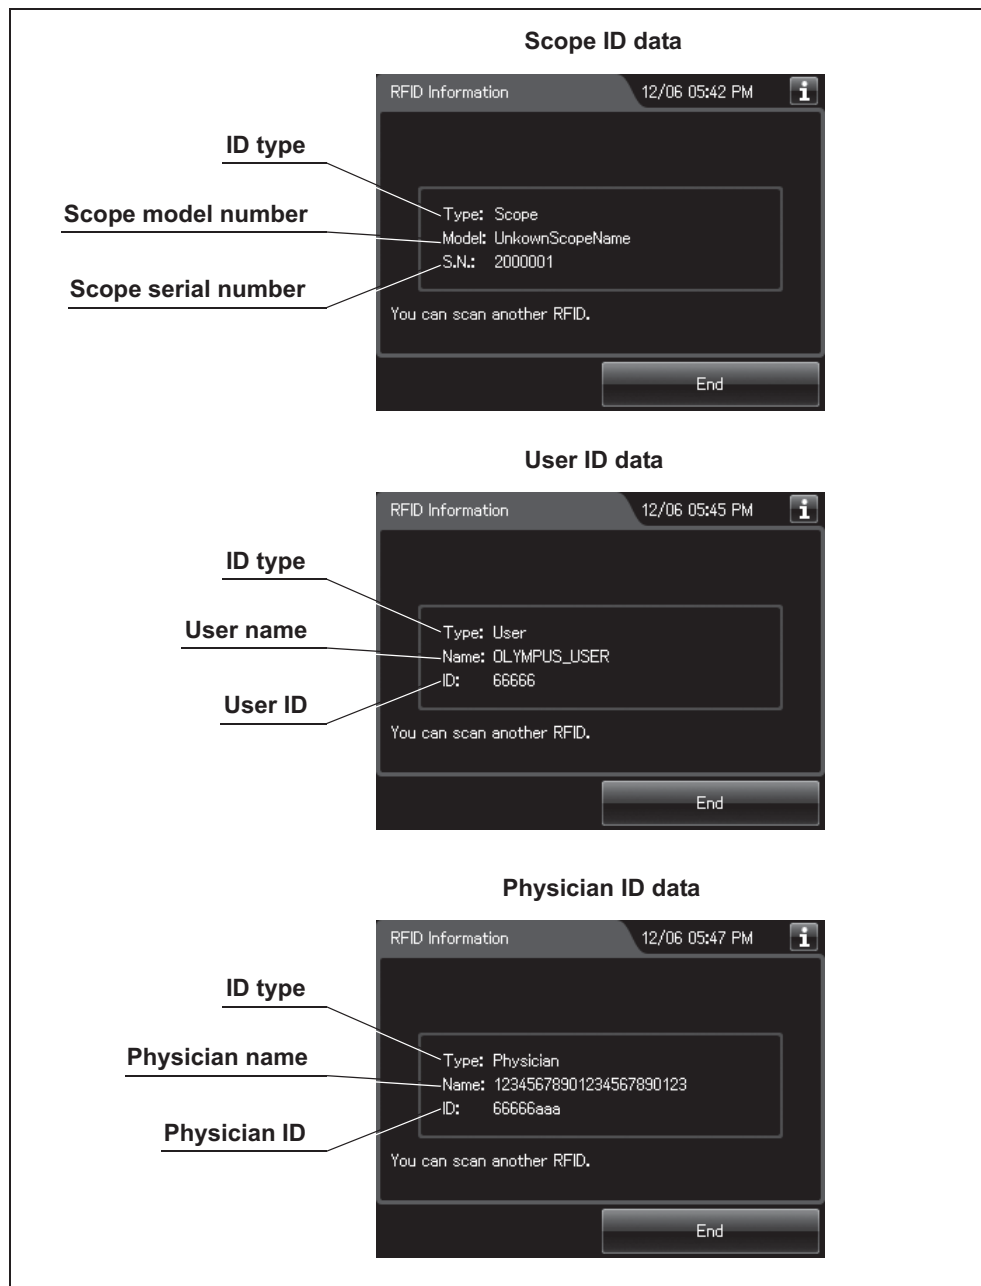 Scope ID data
RFID Information 12/06 05:42 PM i
ID type
Scope model number
Scope serial number
Type: Scope
Model: UnkownScopeName
S.N.: 2000001
You can scan another RFID.
End
User ID data
RFID Information 12/06 05:45 PM i
ID type
User name
User ID
Type: User
Name: OLYMPUS_USER
ID: 66666
You can scan another RFID.
End
Physician ID data
RFID Information 12/06 05:47 PM i
ID type
Physician name
Physician ID
Type: Physician
Name: 12345678901234567890123
ID: 66666aaa
You can scan another RFID.
End